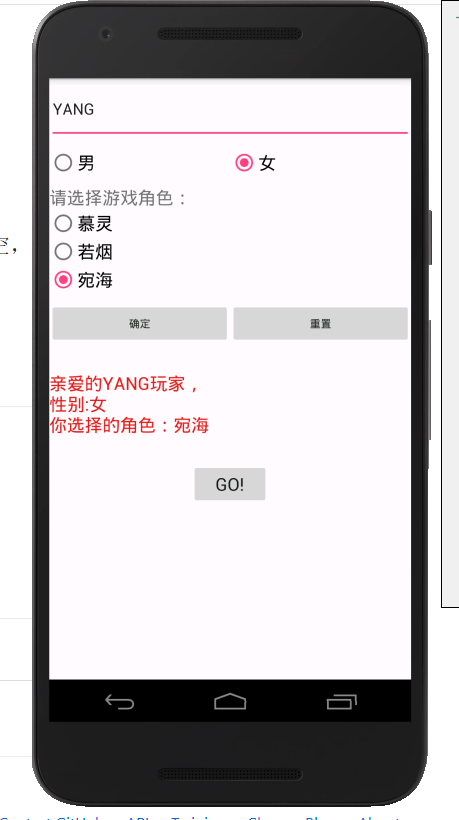 YANG
男 女
请选择游戏角色：
慕灵
若烟
宛海
确定 重置
亲爱的YANG玩家，
性别:女
你选择的角色：宛海
GO!